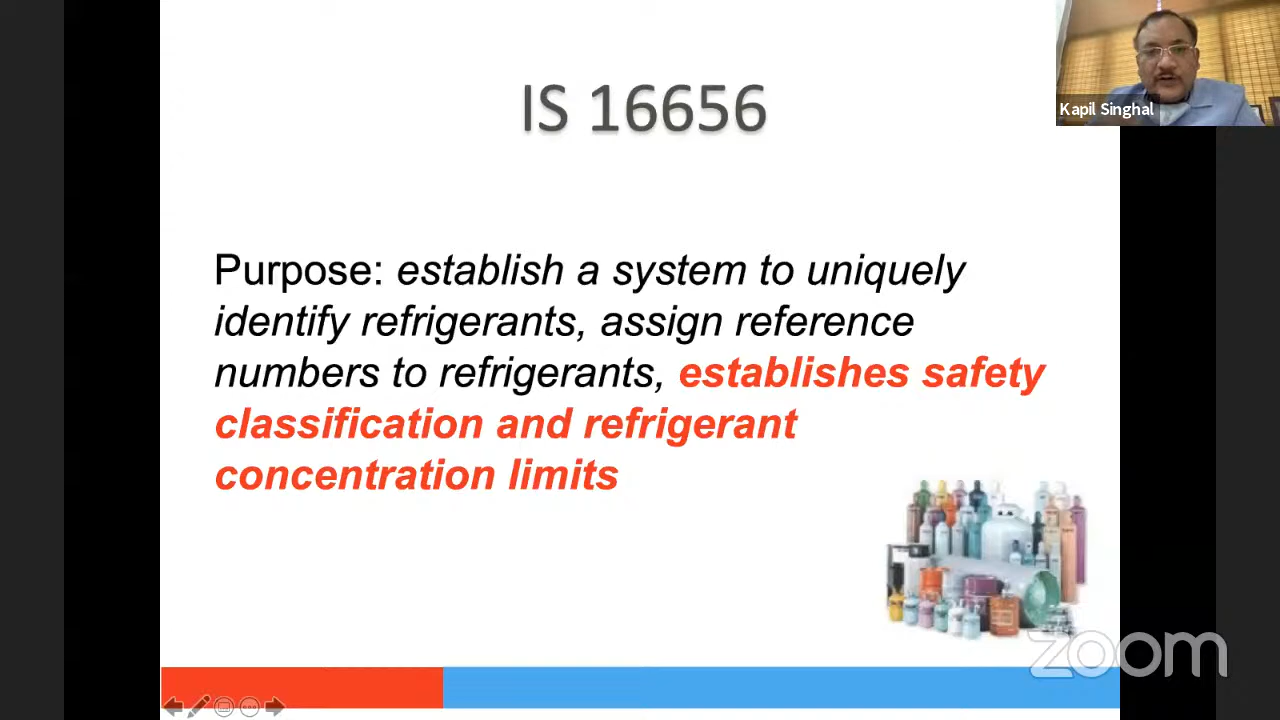 IS 16656
Kapil Singhal
Purpose: establish a system to uniquely
identify refrigerants, assign reference
numbers to refrigerants, establishes safety
classification and refrigerant
concentration limits
zoom